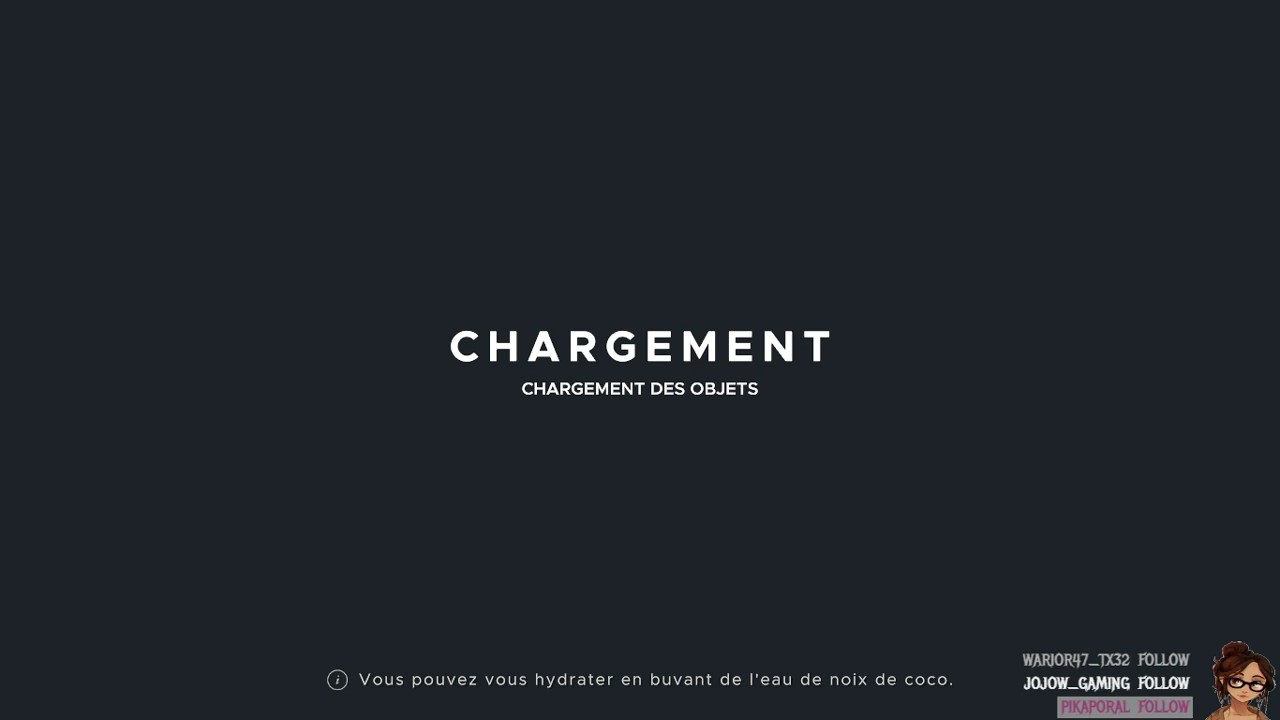 CHARGEMENT
CHARGEMENT DES OBJETS
Vous pouvez vous hydrater en buvant de l'eau de noix de coco.
WARIOR47_TX32 FOLLOW
JOJOW_GAMING FOLLOW
PIKAPORAL FOLLOW